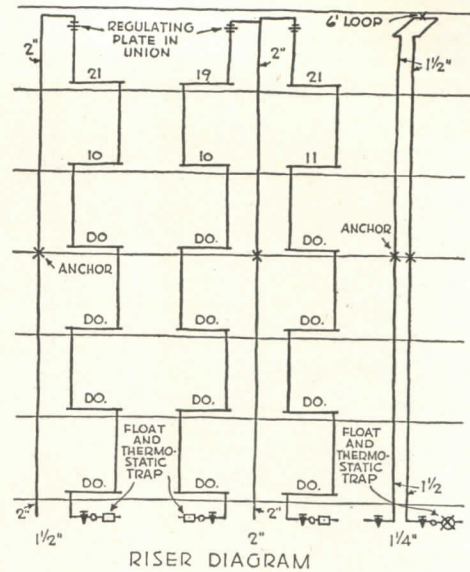 REGULATING
PLATE IN
UNION
6' LOOP
2"
2"
1½"
21
19
21
10
10
11
DO.
DO.
DO.
ANCHOR
ANCHOR
DO.
DO.
DO.
DO.
DO.
DO.
FLOAT
AND
THERMO-
STATIC
TRAP
FLOAT AND
THERMO-
STATIC
TRAP
DO.
DO.
DO.
1½
2"
2"
1½"
2"
1¼"
RISER DIAGRAM